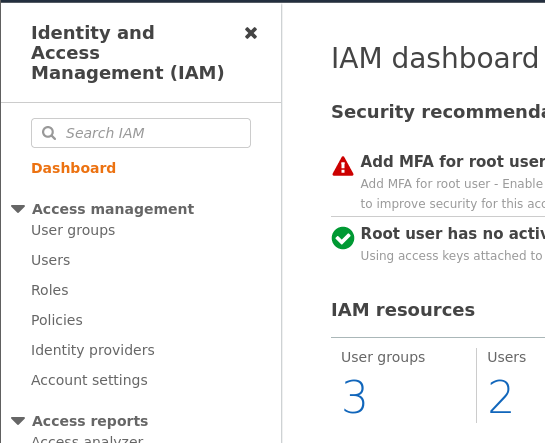 Identity and
Access
Management (IAM)
Search IAM
Dashboard
Access management
User groups
Users
Roles
Policies
Identity providers
Account settings
Access reports
Access analyzer
IAM dashboard
Security recommenda
Add MFA for root user
Add MFA for root user - Enable
to improve security for this acc
Root user has no activ
Using access keys attached to
IAM resources
User groups
3
Users
2